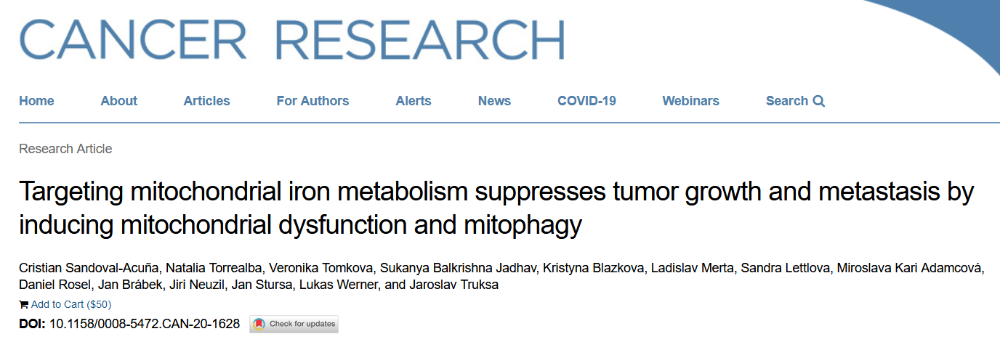 CANCER RESEARCH
Home About Articles For Authors Alerts News COVID-19 Webinars Search
Research Article
Targeting mitochondrial iron metabolism suppresses tumor growth and metastasis by
inducing mitochondrial dysfunction and mitophagy
Cristian Sandoval-Acuña, Natalia Torrealba, Veronika Tomkova, Sukanya Balkrishna Jadhav, Kristyna Blazkova, Ladislav Merta, Sandra Lettlova, Miroslava Kari Adamcová,
Daniel Rosel, Jan Brábek, Jiri Neuzil, Jan Stursa, Lukas Werner, and Jaroslav Truksa
Add to Cart ($50)
DOI: 10.1158/0008-5472.CAN-20-1628 Check for updates